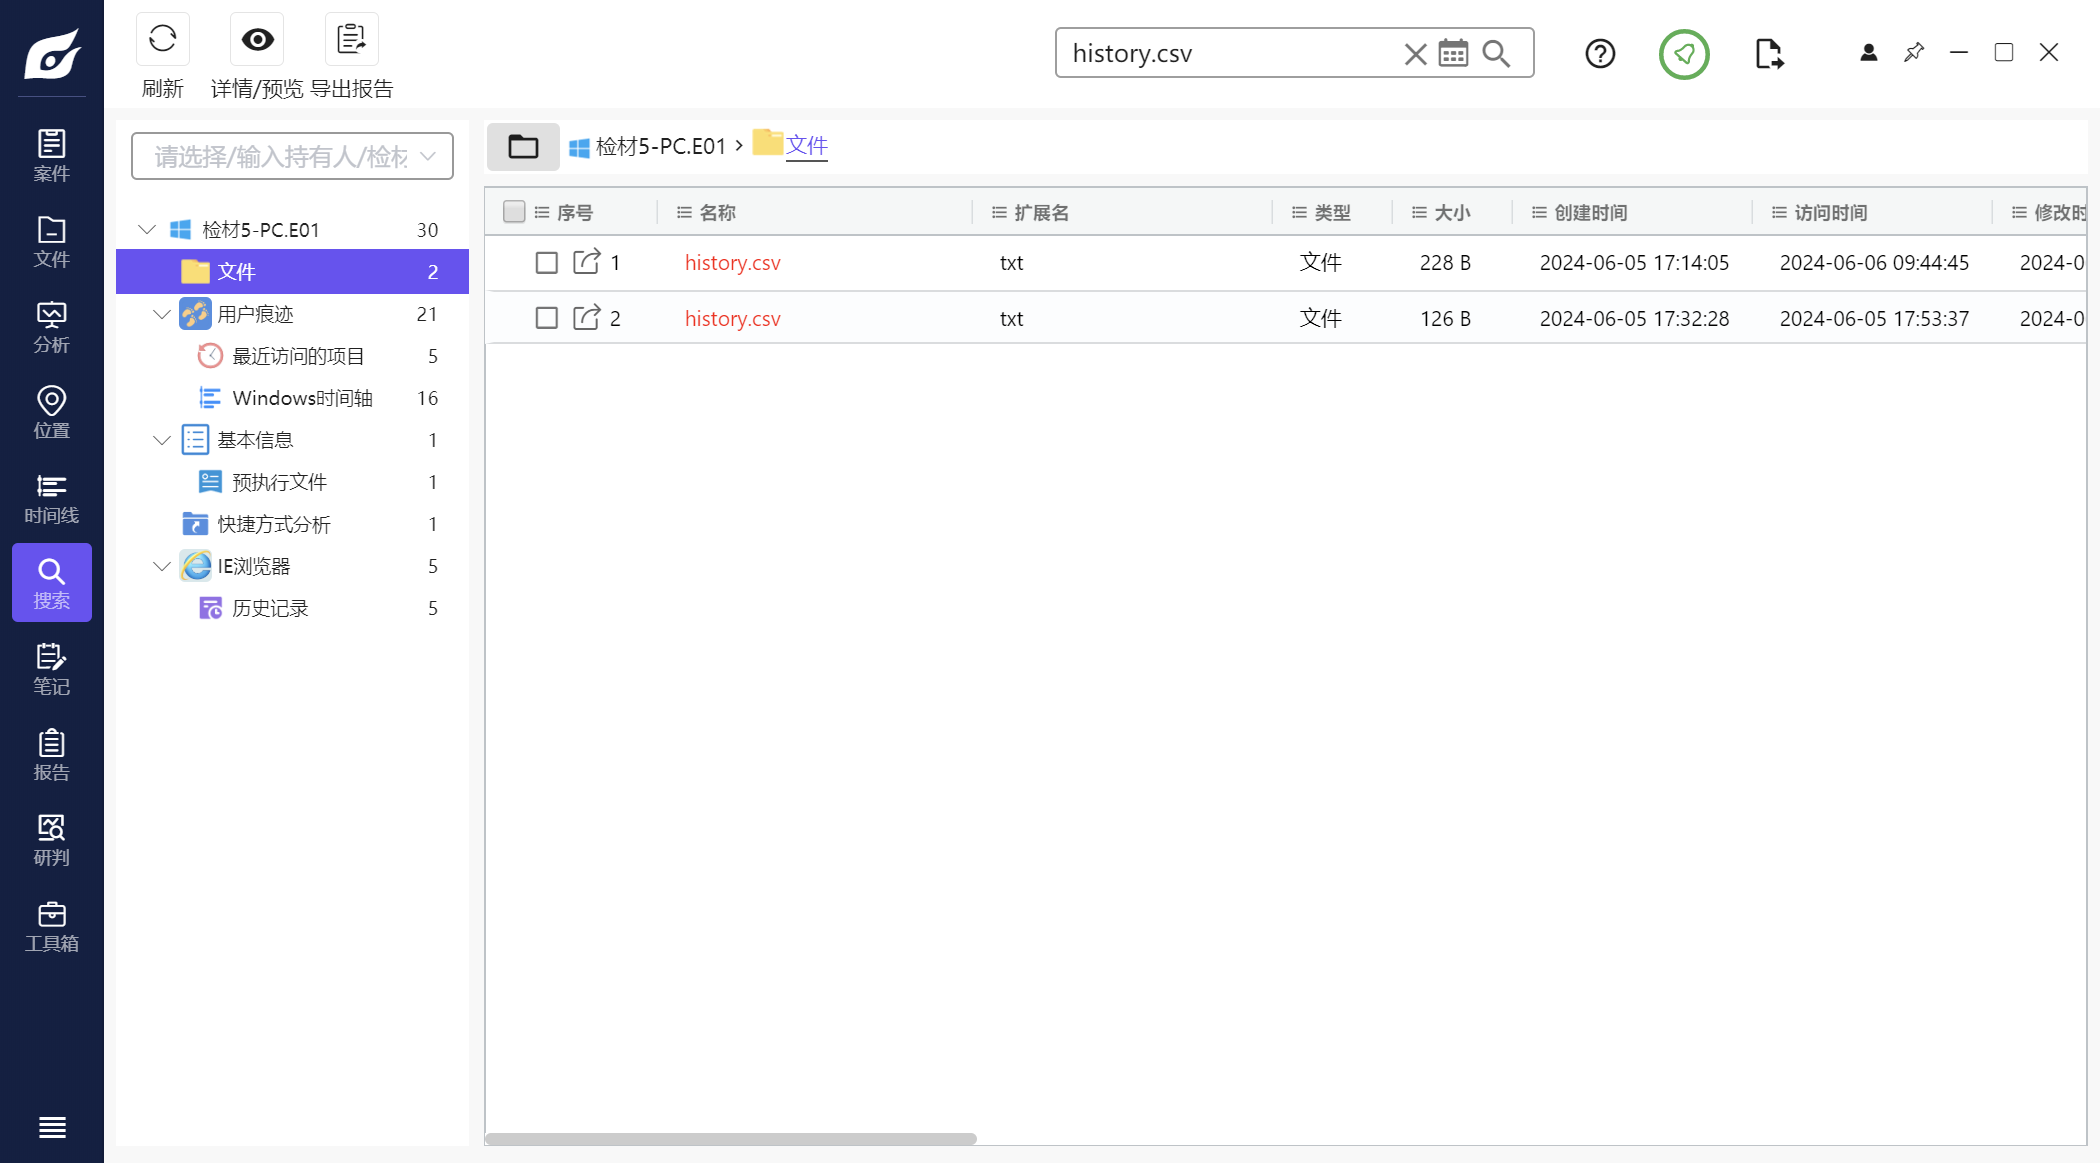 刷新
详情/预览
导出报告
history.csv
案件
文件
分析
位置
时间线
搜索
笔记
报告
研判
工具箱
请选择/输入持有人/检材
检材5-PC.E01 30
文件 2
用户痕迹 21
最近访问的项目 5
Windows时间轴 16
基本信息 1
预执行文件 1
快捷方式分析 1
IE浏览器 5
历史记录 5
检材5-PC.E01 > 文件
序号 名称 扩展名 类型 大小 创建时间 访问时间 修改时
1 history.csv txt 文件 228 B 2024-06-05 17:14:05 2024-06-06 09:44:45 2024-0
2 history.csv txt 文件 126 B 2024-06-05 17:32:28 2024-06-05 17:53:37 2024-0